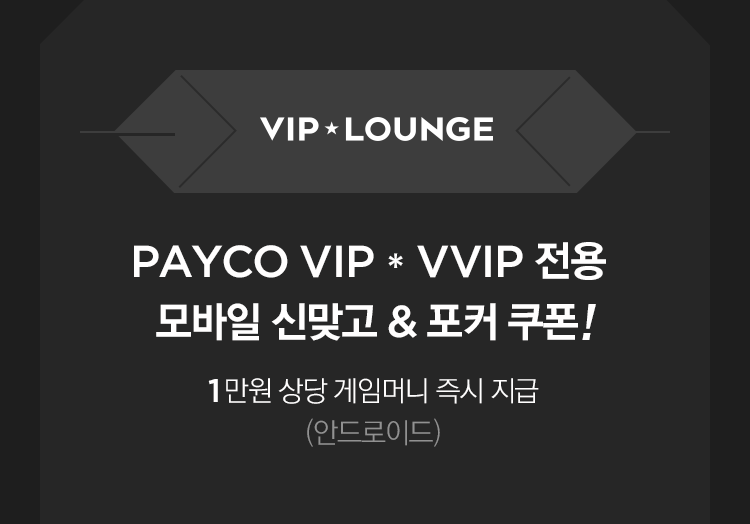 VIP★LOUNGE
PAYCO VIP * VVIP 전용
모바일 신맞고 & 포커 쿠폰!
1만원 상당 게임머니 즉시 지급
(안드로이드)